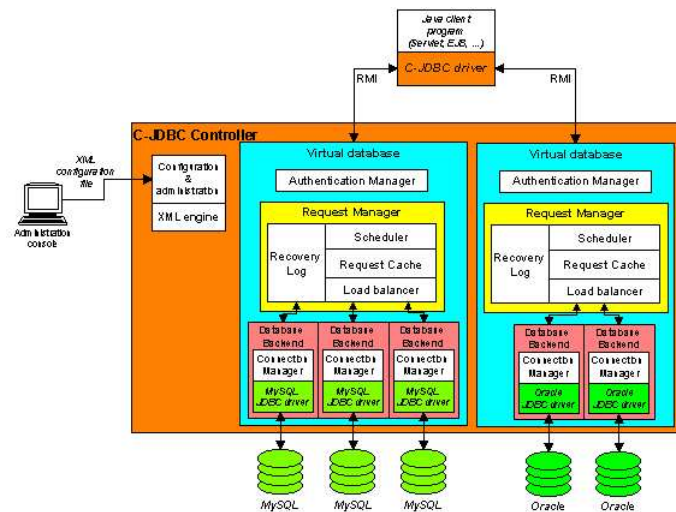 Java client
program
(Servlet, EJB, ...)
C-JDBC driver
RMI
RMI
C-JDBC Controller
XML
configuration
file
Administration
console
Configuration
&
administration
XML engine
Virtual database
Authentication Manager
Request Manager
Recovery
Log
Scheduler
Request Cache
Load balancer
Database
Backend
Connection
Manager
MySQL
JDBC driver
Database
Backend
Connection
Manager
MySQL
JDBC driver
Database
Backend
Connection
Manager
MySQL
JDBC driver
MySQL
MySQL
MySQL
Virtual database
Authentication Manager
Request Manager
Recovery
Log
Scheduler
Request Cache
Load balancer
Database
Backend
Connection
Manager
Oracle
JDBC driver
Database
Backend
Connection
Manager
Oracle
JDBC driver
Oracle
Oracle